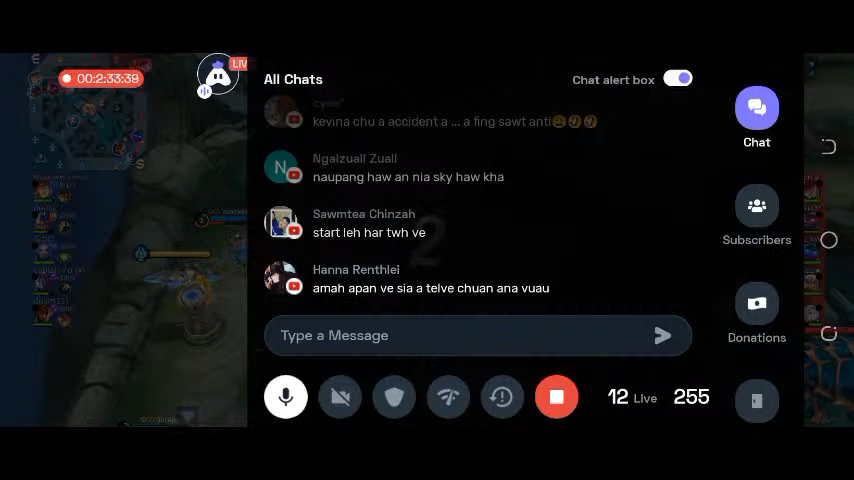 00:2:33:39
LIV
All Chats
Chat alert box
kevina chu a accident a ... a fing sawt anti😩🤣🤣
Chat
N
Ngaizuali Zuali
naupang haw an nia sky haw kha
Sawmtea Chinzah
start leh har twh ve
Subscribers
2
Hanna Renthlei
amah apan ve sia a telve chuan ana vuau
Type a Message
Donations
12 Live 255